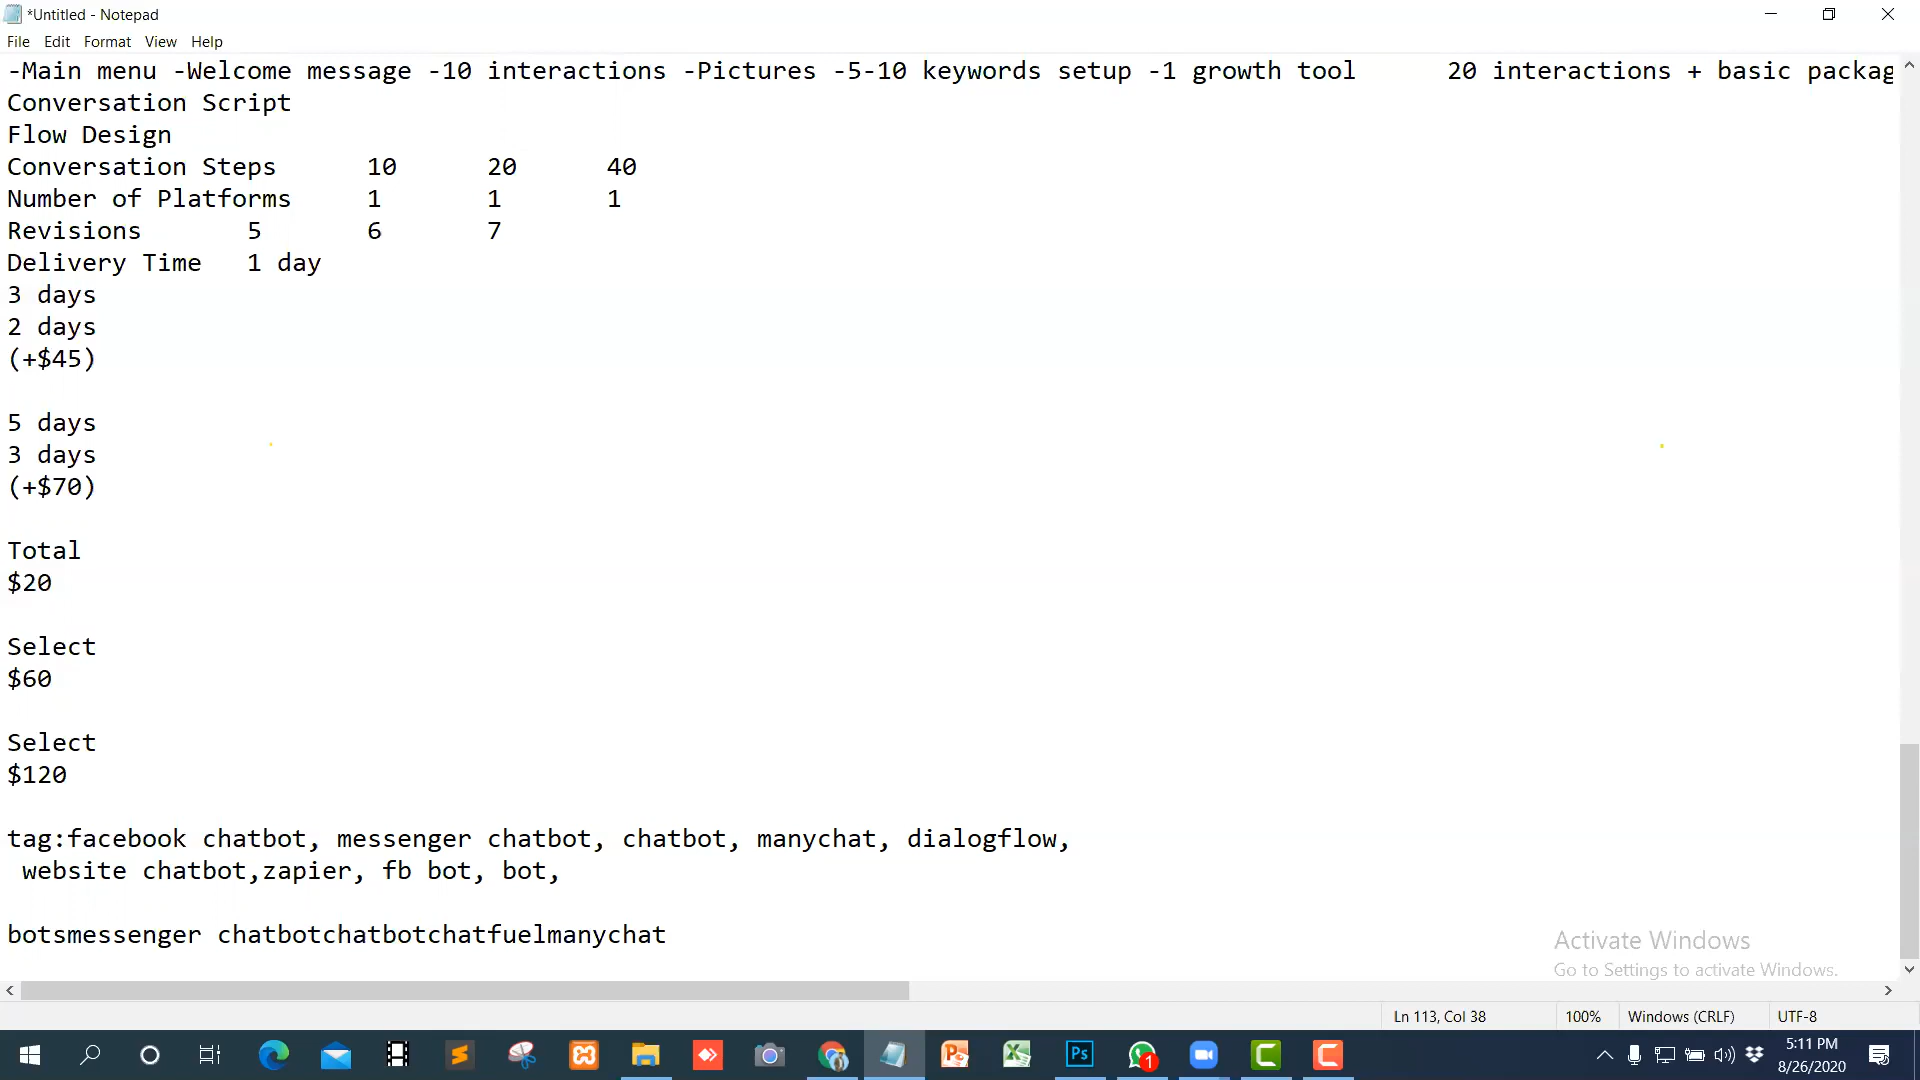 *Untitled - Notepad
File Edit Format View Help
-Main menu -Welcome message -10 interactions -Pictures -5-10 keywords setup -1 growth tool 20 interactions + basic packag
Conversation Script
Flow Design
Conversation Steps 10 20 40
Number of Platforms 1 1 1
Revisions 5 6 7
Delivery Time 1 day
3 days
2 days
(+$45)
5 days
3 days
(+$70)
Total
$20
Select
$60
Select
$120
tag:facebook chatbot, messenger chatbot, chatbot, manychat, dialogflow,
website chatbot,zapier, fb bot, bot,
botsmessenger chatbotchatbotchatfuelmanychat
Activate Windows
Go to Settings to activate Windows.
Ln 113, Col 38 100% Windows (CRLF) UTF-8
Ps
1
5:11 PM
8/26/2020